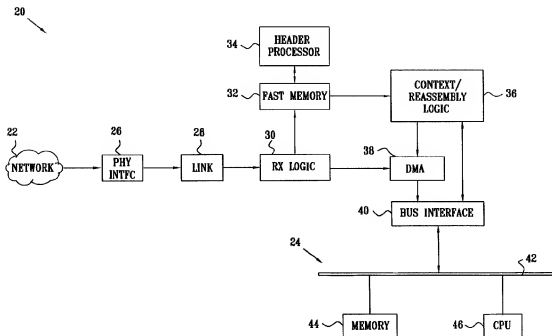 20
34
HEADER
PROCESSOR
32
FAST MEMORY
CONTEXT/
REASSEMBLY
LOGIC
36
22
NETWORK
26
PHY
INTFC
28
LINK
30
RX LOGIC
38
DMA
40
BUS INTERFACE
24
42
44
MEMORY
46
CPU